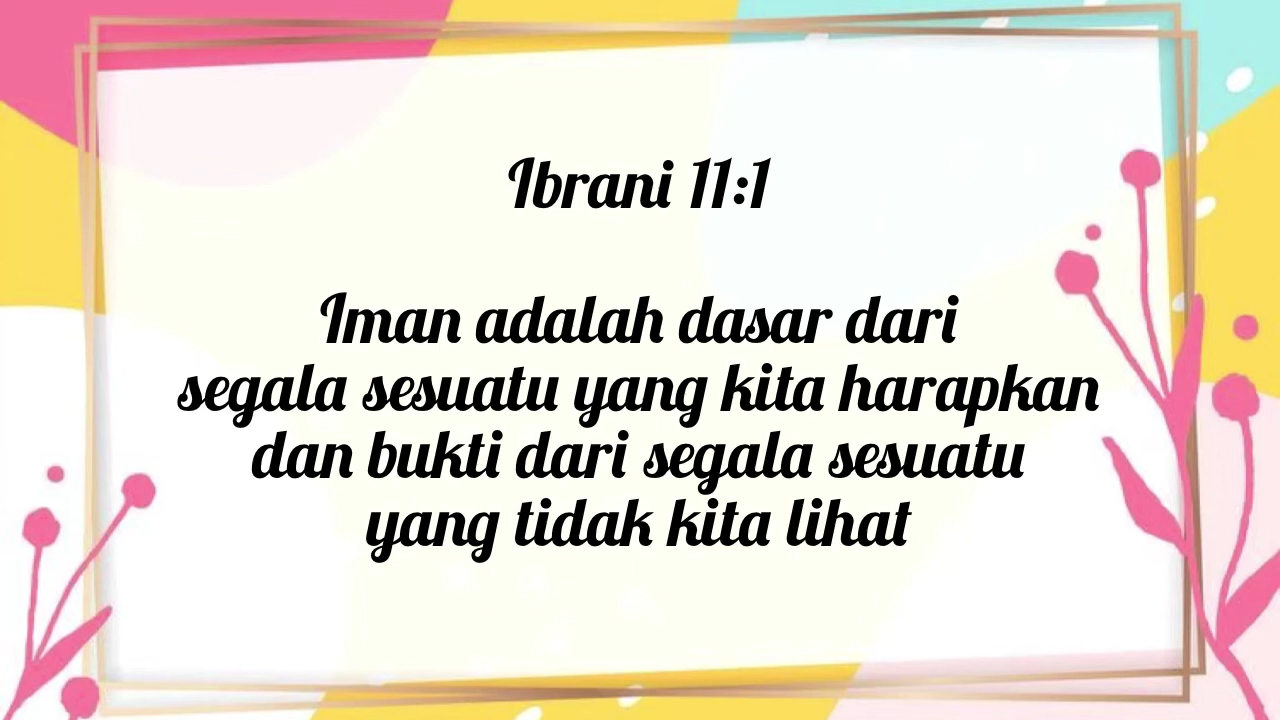 Ibrani 11:1
Iman adalah dasar dari
segala sesuatu yang kita harapkan
dan bukti dari segala sesuatu
yang tidak kita lihat